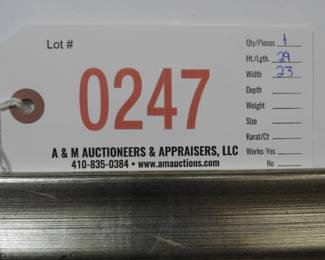 Lot #
0247
A & M AUCTIONEERS & APPRAISERS, LLC
410-835-0384 • www.amauctions.com
Qty/Pieces 1
Ht./Lgth. 29
Width 23
Depth
Weight
Size
Karat/Ct
Works: Yes
No